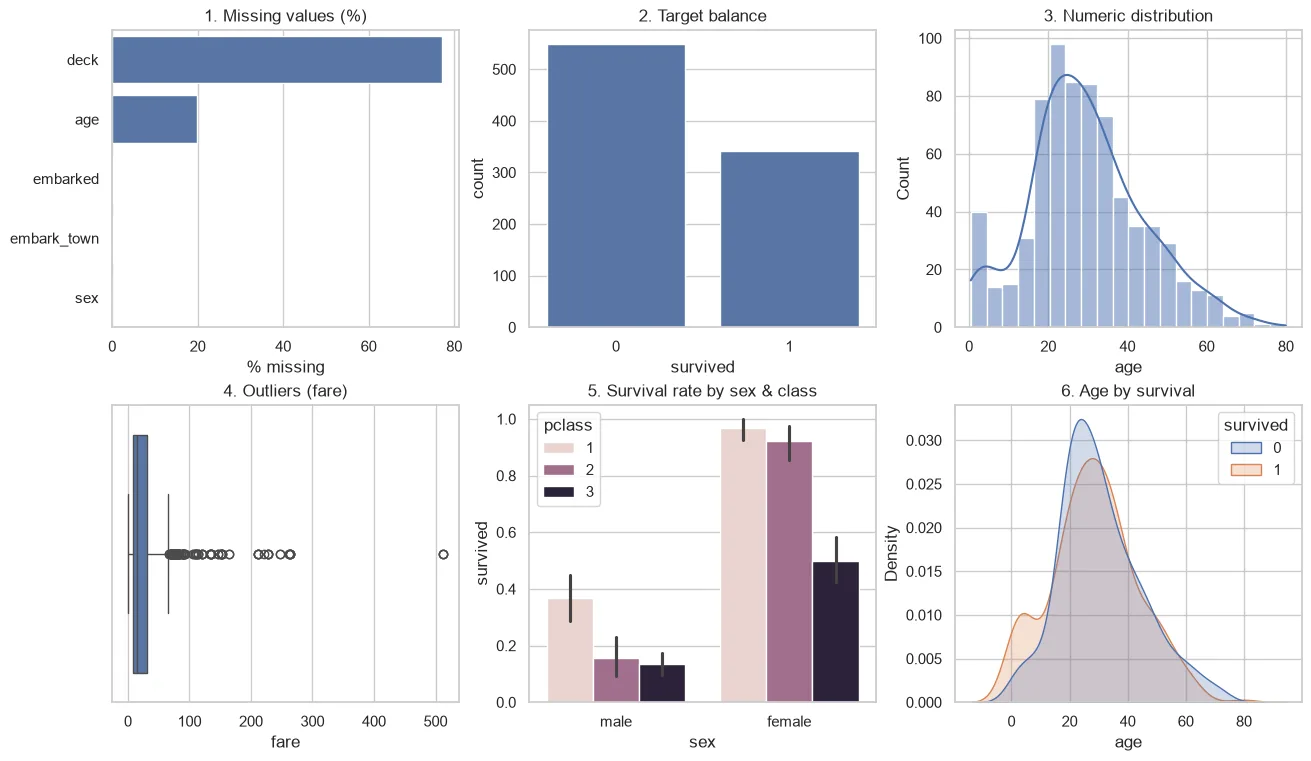 1. Missing values (%)
deck
age
embarked
embark_town
sex
0 20 40 60 80
% missing
2. Target balance
500
400
300
200
100
0
count
0 1
survived
3. Numeric distribution
100
80
60
40
20
0
Count
0 20 40 60 80
age
4. Outliers (fare)
0 100 200 300 400 500
fare
5. Survival rate by sex & class
pclass
1
2
3
1.0
0.8
0.6
0.4
0.2
0.0
survived
male female
sex
6. Age by survival
survived
0
1
0.030
0.025
0.020
0.015
0.010
0.005
0.000
Density
0 20 40 60 80
age